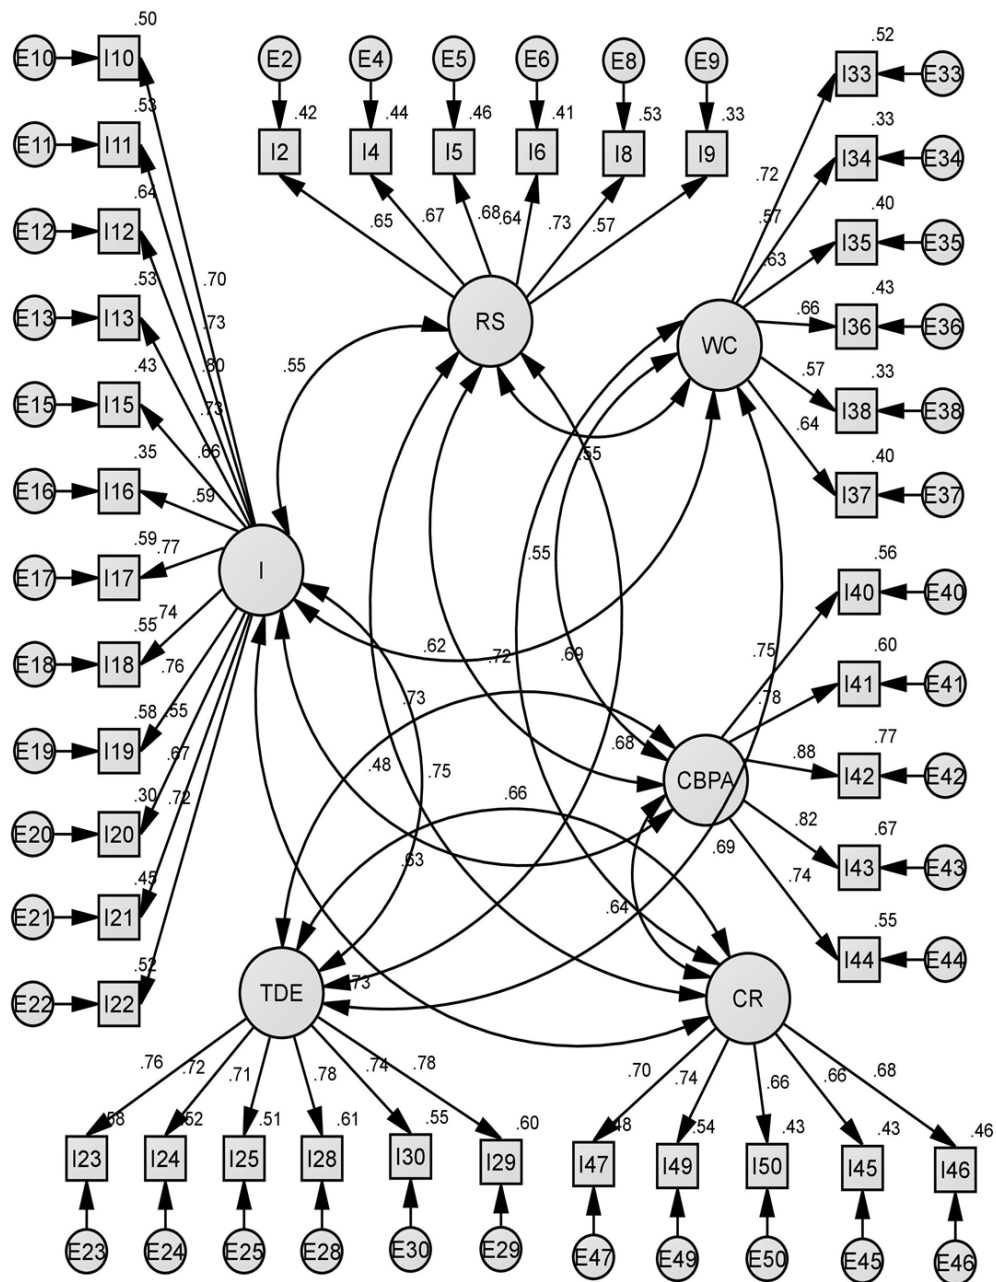 .50
E10 I10
.53
E11 I11
.64
E12 I12
.53
E13 I13
.43
E15 I15
.35
E16 I16
.59
E17 I17
.55
E18 I18
.58
E19 I19
.30
E20 I20
.45
E21 I21
.52
E22 I22
.70
.73
.80
.73
.66
.59
.77
.74
.76
.55
.67
.72
I
E2 E4 E5 E6 E8 E9
.42 .44 .46 .41 .53 .33
I2 I4 I5 I6 I8 I9
.65 .67 .68 .64 .73 .57
RS
.52
I33 E33
.33
I34 E34
.40
I35 E35
.43
I36 E36
.33
I38 E38
.40
I37 E37
.72
.57
.63
.66
.57
.64
WC
.56
I40 E40
.60
I41 E41
.77
I42 E42
.67
I43 E43
.55
I44 E44
.75
.78
.88
.82
.74
CBPA
.55
.55
.55
.62 .72 .69
.73
.68
.48 .75
.66
.63 .69
.64
.73
TDE
.76 .72 .71 .78 .74 .78
.58 .52 .51 .61 .55 .60
I23 I24 I25 I28 I30 I29
E23 E24 E25 E28 E30 E29
CR
.70 .74 .66 .66 .68
.48 .54 .43 .43 .46
I47 I49 I50 I45 I46
E47 E49 E50 E45 E46